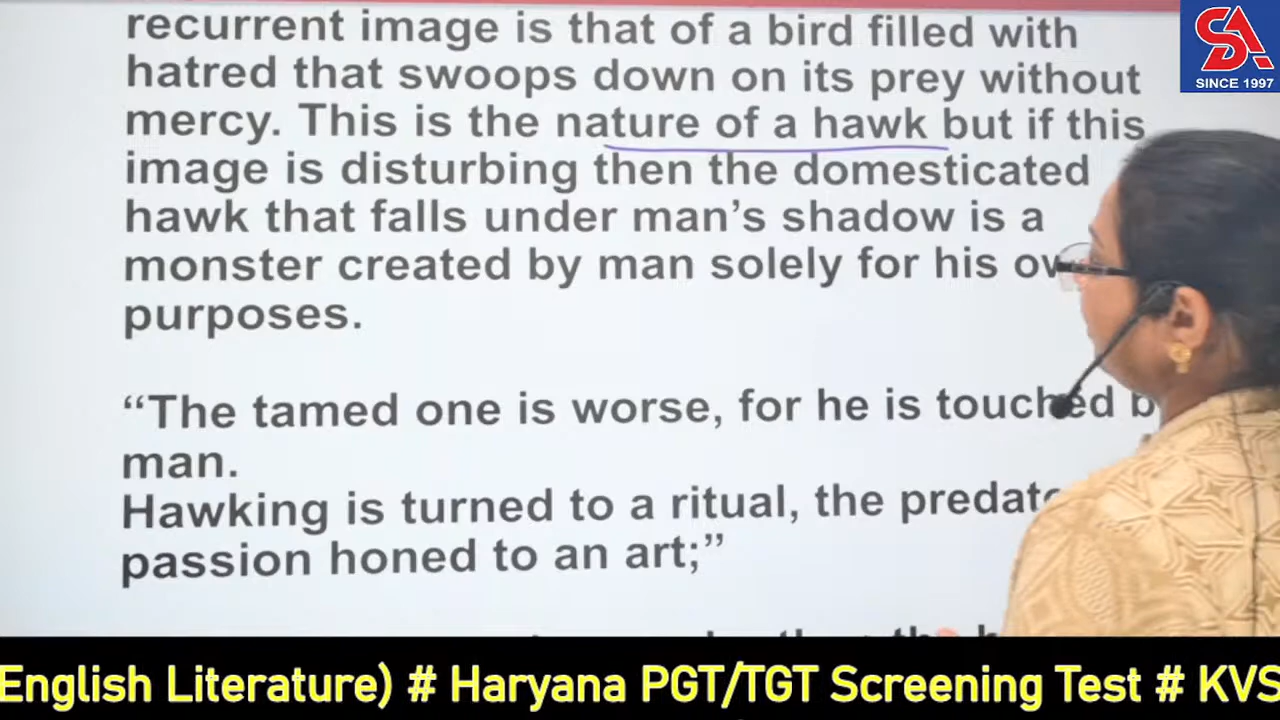 recurrent image is that of a bird filled with
SINCE 1997
hatred that swoops down on its prey without
mercy. This is the nature of a hawk but if this
image is disturbing then the domesticated
hawk that falls under man's shadow is a
monster created by man solely for his
purposes.
“The tamed one is worse, for he is touched
man.
Hawking is turned to a ritual, the
passion honed to an art;”
English Literature) # Haryana PGT/TGT Screening Test # KVS